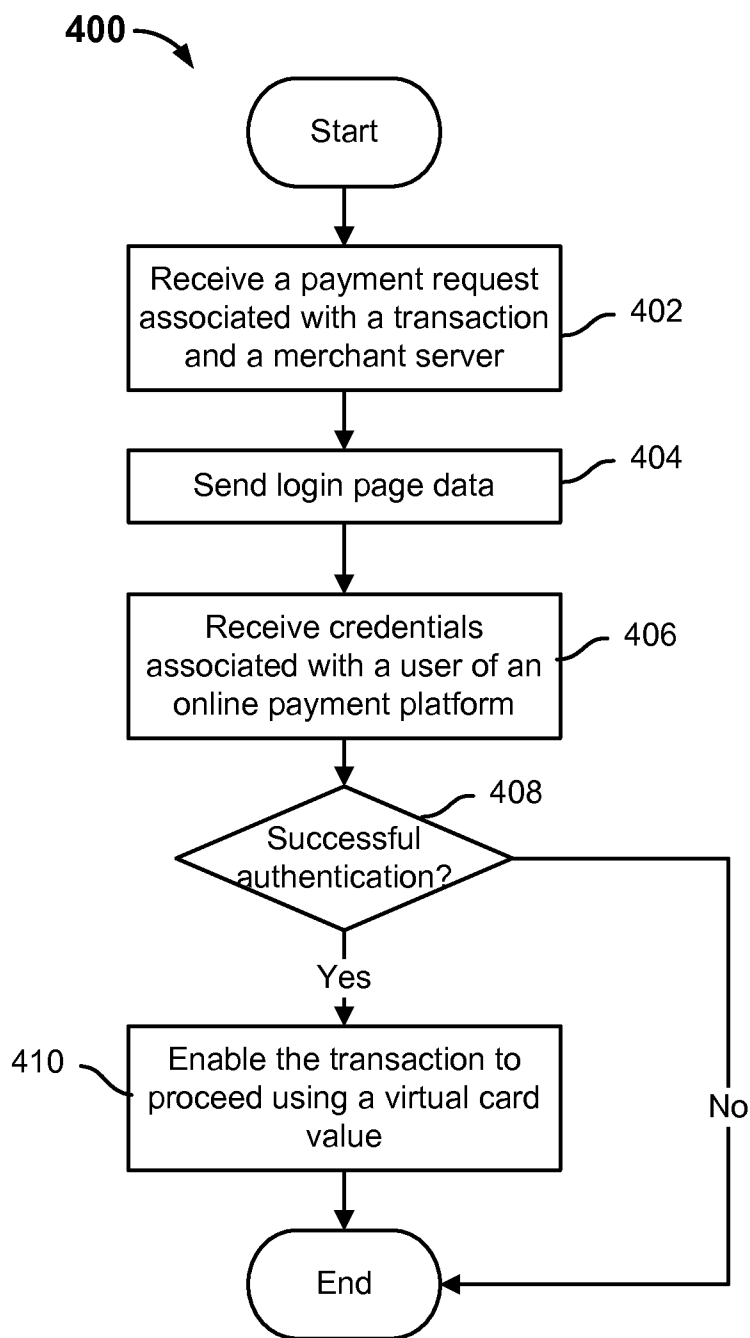 400
Start
Receive a payment request
associated with a transaction
and a merchant server
402
Send login page data
404
Receive credentials
associated with a user of an
online payment platform
406
408
Successful
authentication?
Yes
410
Enable the transaction to
proceed using a virtual card
value
No
End